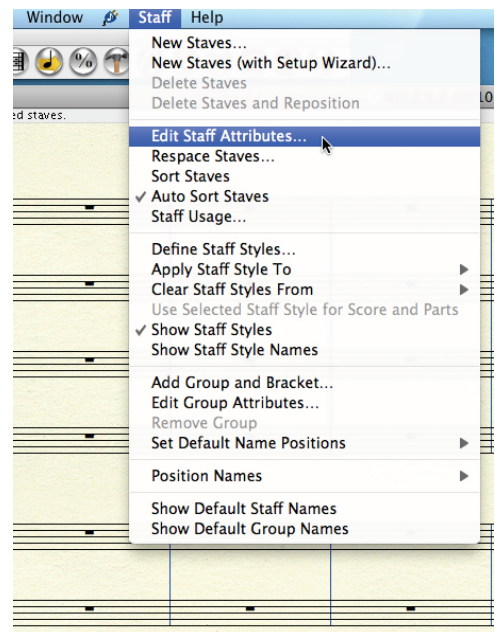 Window Staff Help
New Staves...
New Staves (with Setup Wizard)...
Delete Staves
Delete Staves and Reposition
10
ed staves.
Edit Staff Attributes...
Respace Staves...
Sort Staves
✓ Auto Sort Staves
Staff Usage...
Define Staff Styles...
Apply Staff Style To
Clear Staff Styles From
Use Selected Staff Style for Score and Parts
✓ Show Staff Styles
Show Staff Style Names
Add Group and Bracket...
Edit Group Attributes...
Remove Group
Set Default Name Positions
Position Names
Show Default Staff Names
Show Default Group Names